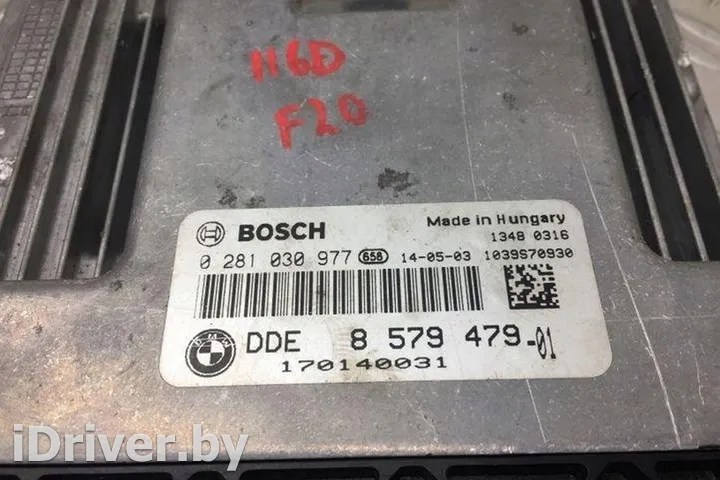 116D
F20
BOSCH
Made in Hungary
1348 0316
0 281 030 977 658 14-05-03 1039S70930
BMW
DDE 8 579 479-01
170140031
iDriver.by